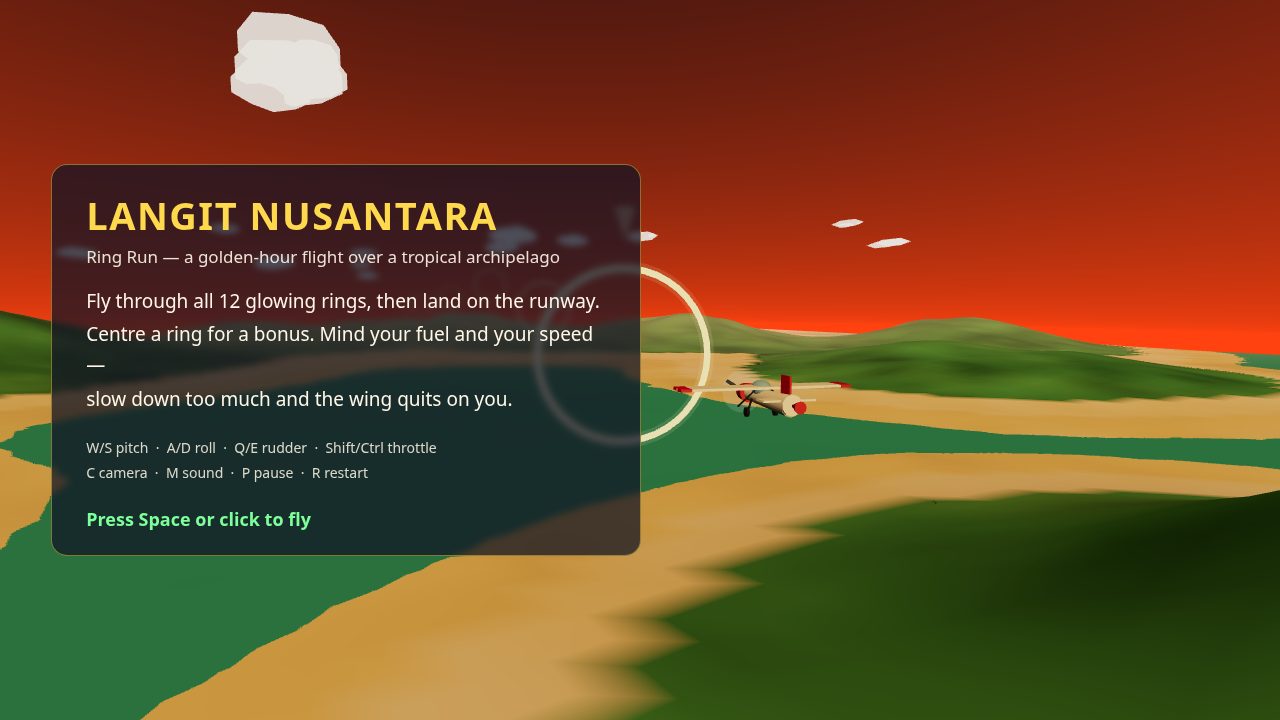 LANGIT NUSANTARA
Ring Run — a golden-hour flight over a tropical archipelago
Fly through all 12 glowing rings, then land on the runway.
Centre a ring for a bonus. Mind your fuel and your speed
—
slow down too much and the wing quits on you.
W/S pitch · A/D roll · Q/E rudder · Shift/Ctrl throttle
C camera · M sound · P pause · R restart
Press Space or click to fly